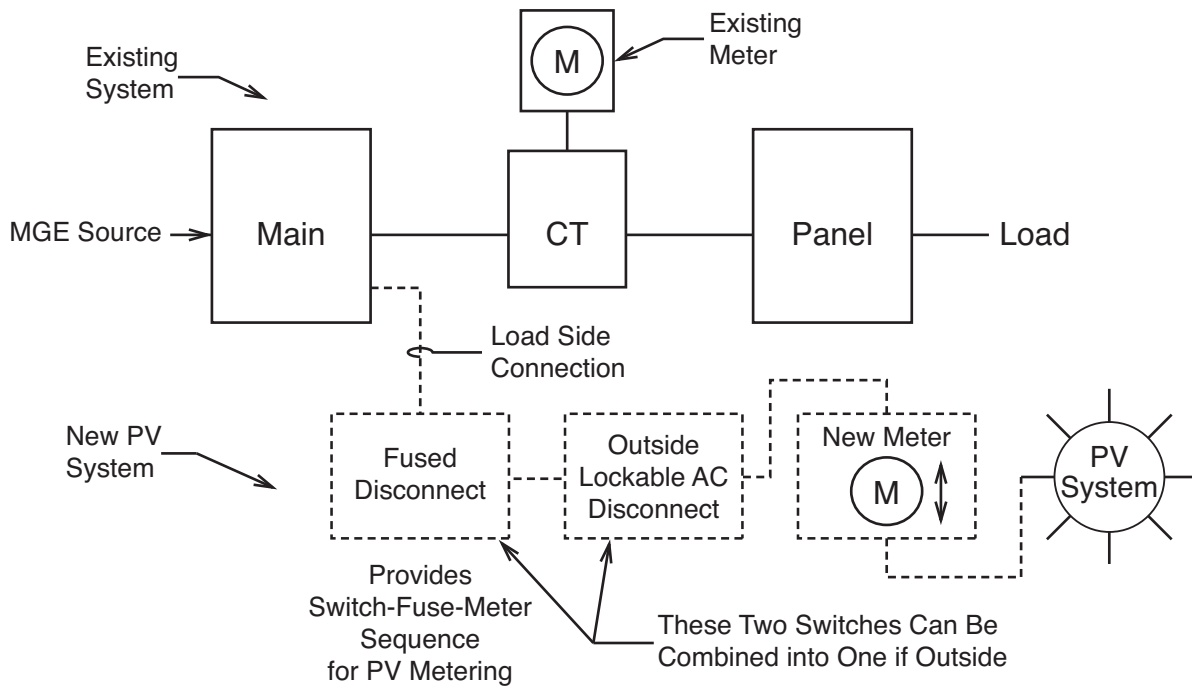 Existing
Meter
Existing
System
M
MGE Source
Main
CT
Panel
Load
Load Side
Connection
New PV
System
Fused
Disconnect
Outside
Lockable AC
Disconnect
New Meter
M
PV
System
Provides
Switch-Fuse-Meter
Sequence
for PV Metering
These Two Switches Can Be
Combined into One if Outside